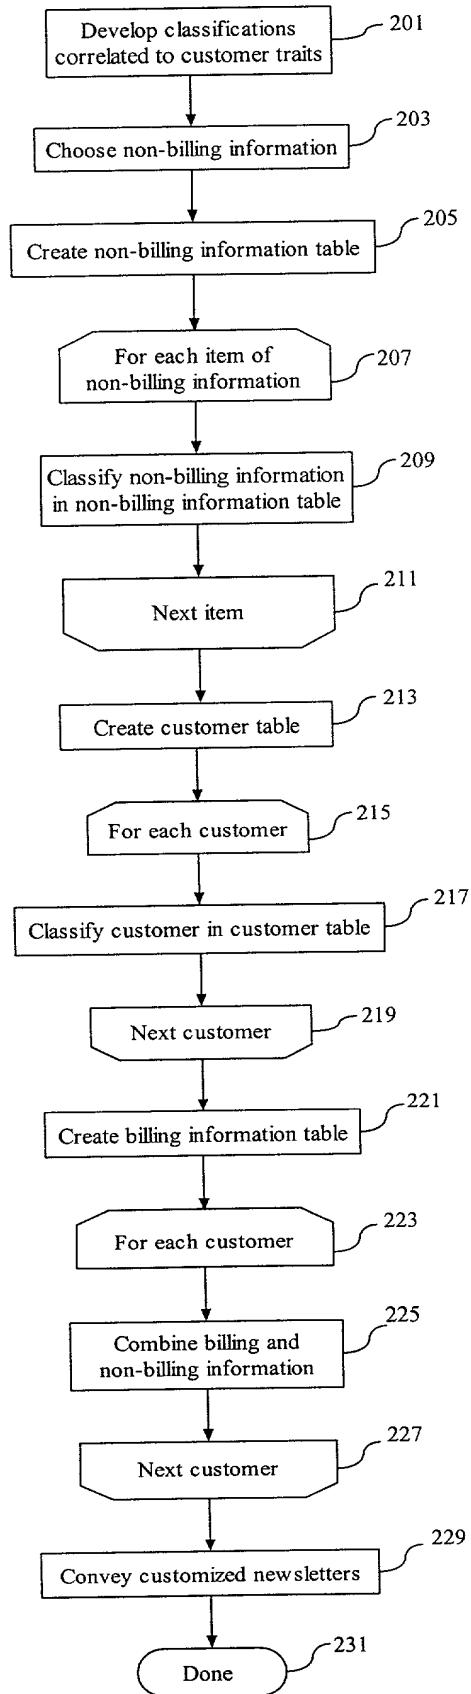 Develop classifications
correlated to customer traits
201
Choose non-billing information
203
Create non-billing information table
205
For each item of
non-billing information
207
Classify non-billing information
in non-billing information table
209
Next item
211
Create customer table
213
For each customer
215
Classify customer in customer table
217
Next customer
219
Create billing information table
221
For each customer
223
Combine billing and
non-billing information
225
Next customer
227
Convey customized newsletters
229
Done
231